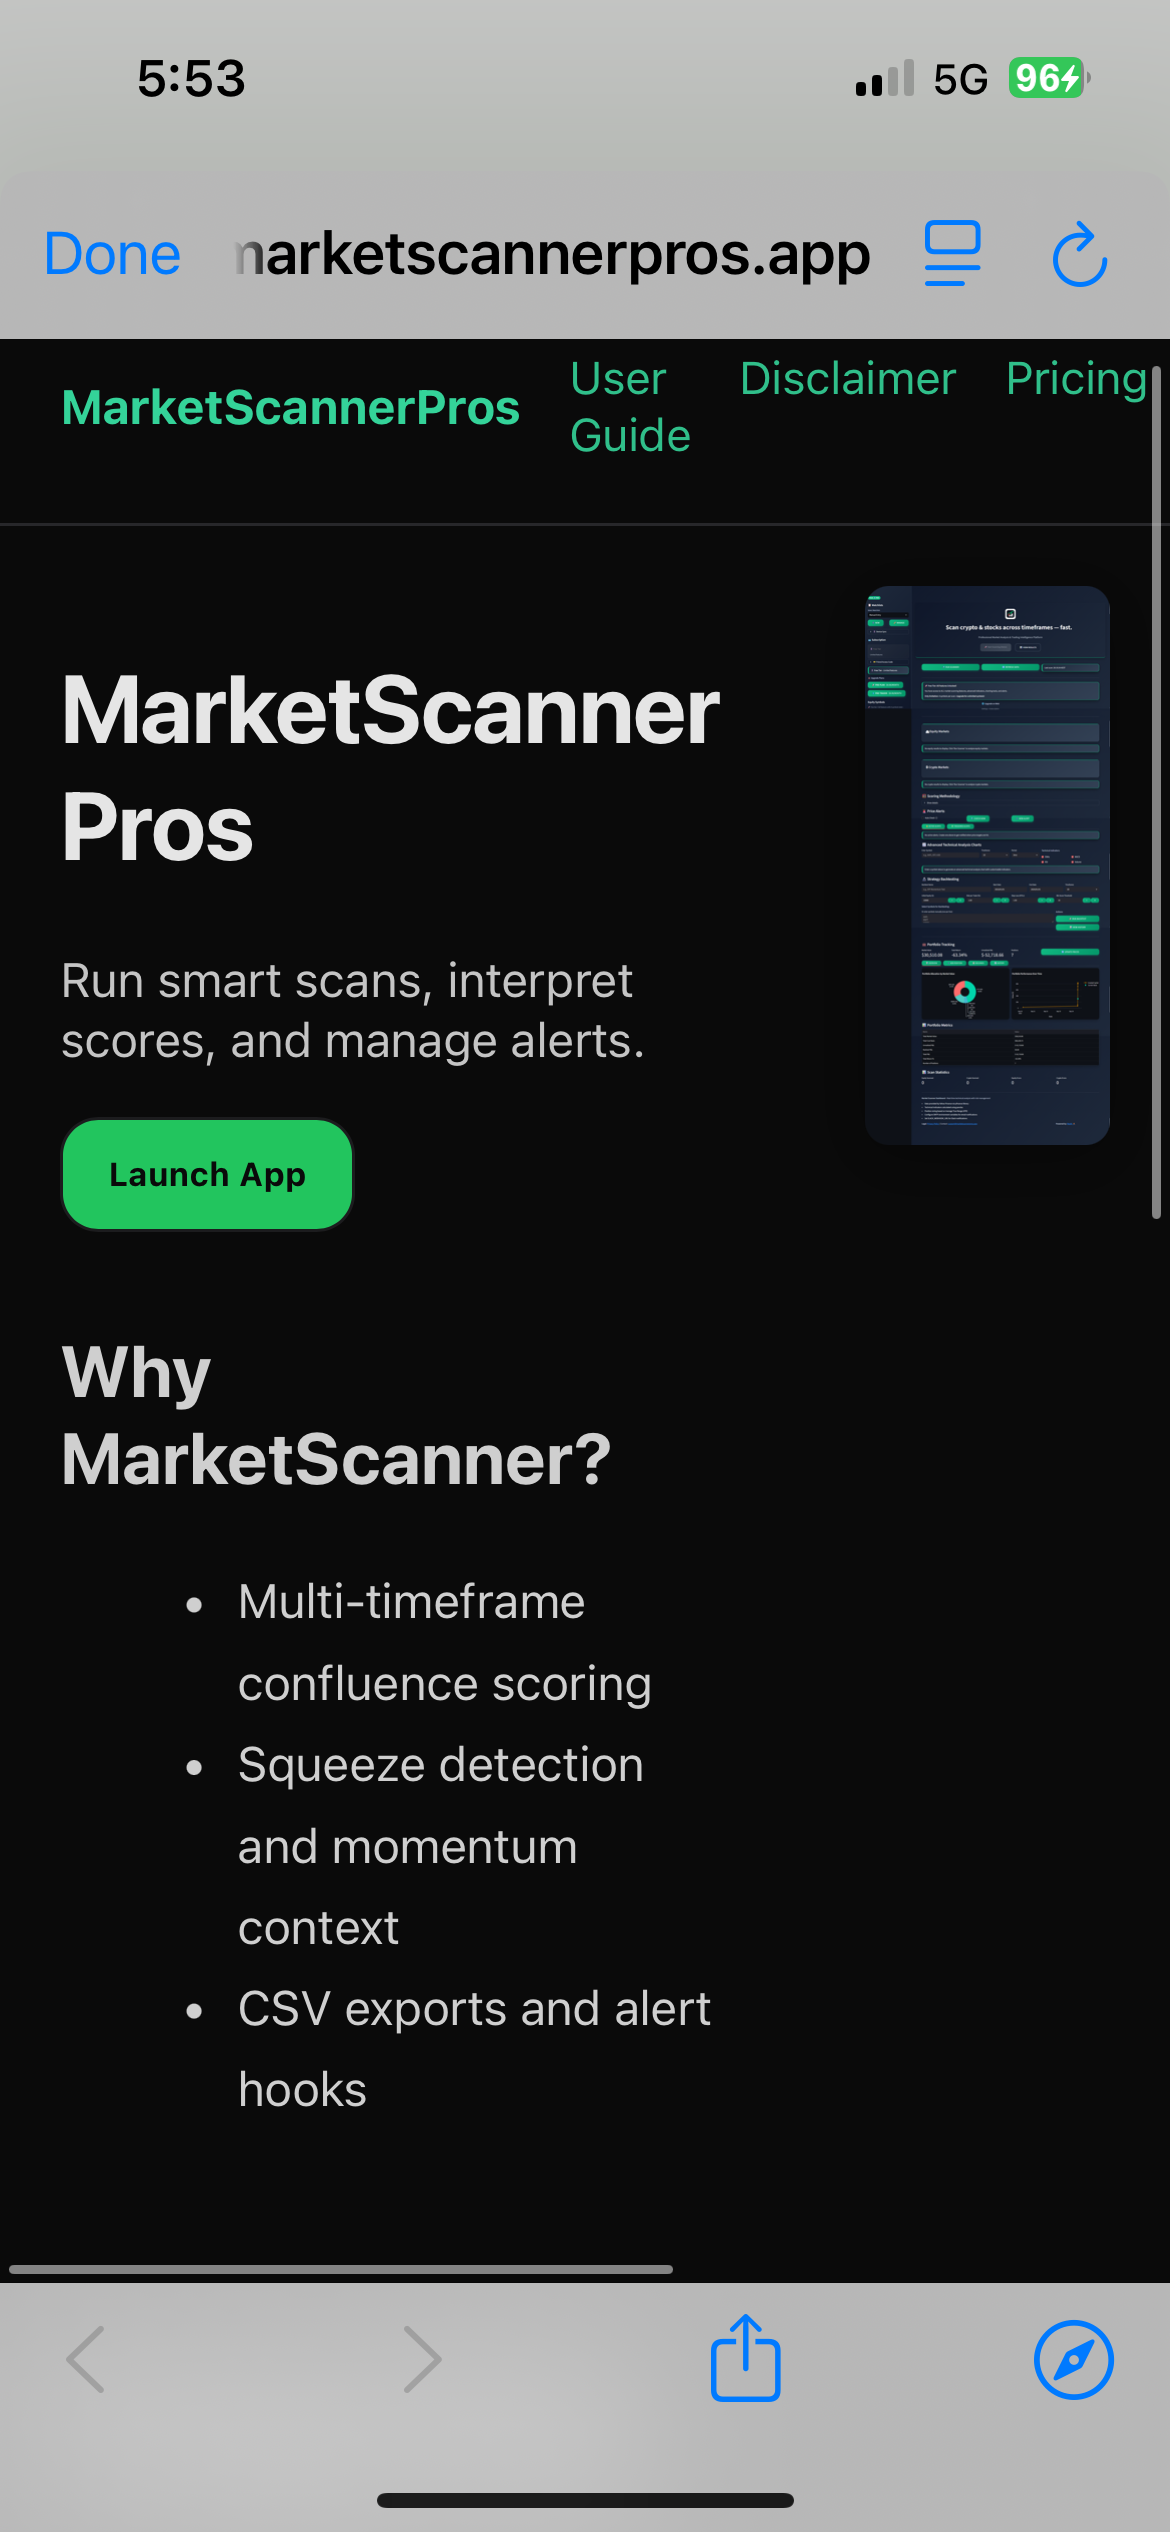 5:53
5G
96
Done
marketscannerpros.app
MarketScannerPros
User
Guide
Disclaimer
Pricing
MarketScanner
Pros
Run smart scans, interpret
scores, and manage alerts.
Launch App
Scan crypto & stocks across timeframes — fast.
Why
MarketScanner?
• Multi-timeframe
confluence scoring
• Squeeze detection
and momentum
context
• CSV exports and alert
hooks